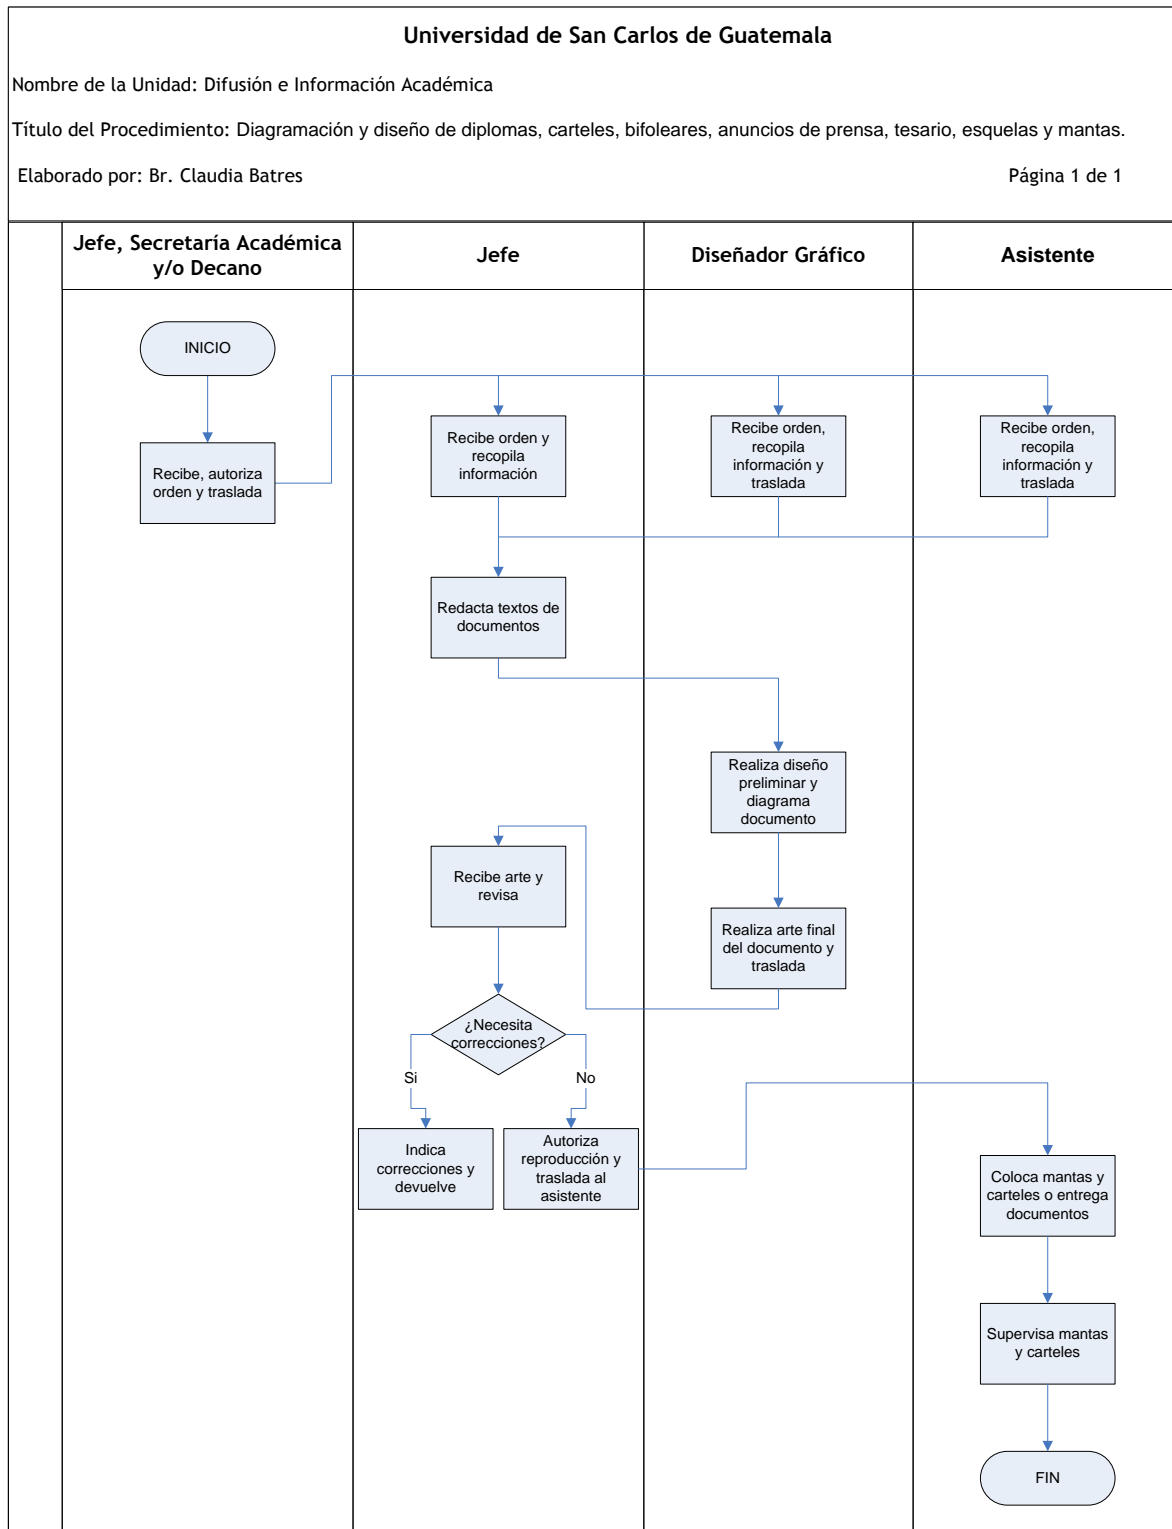 Universidad de San Carlos de Guatemala
Nombre de la Unidad: Difusión e Información Académica
Título del Procedimiento: Diagramación y diseño de diplomas, carteles, bifoleares, anuncios de prensa, tesario, esquelas y mantas.
Elaborado por: Br. Claudia Batres
Página 1 de 1
Jefe, Secretaría Académica
y/o Decano
Jefe
Diseñador Gráfico
Asistente
INICIO
Recibe, autoriza
orden y traslada
Recibe orden y
recopila
información
Recibe orden,
recopila
información y
traslada
Recibe orden,
recopila
información y
traslada
Redacta textos de
documentos
Realiza diseño
preliminar y
diagrama
documento
Recibe arte y
revisa
Realiza arte final
del documento y
traslada
¿Necesita
correcciones?
Si
No
Indica
correcciones y
devuelve
Autoriza
reproducción y
traslada al
asistente
Coloca mantas y
carteles o entrega
documentos
Supervisa mantas
y carteles
FIN